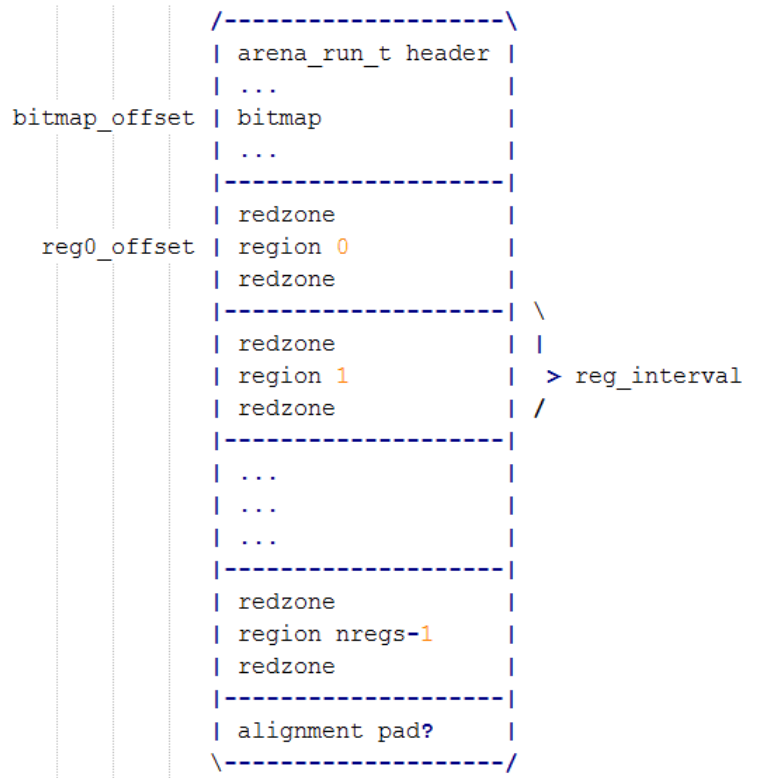 /--------------------\
| arena_run_t header |
| ...                |
bitmap_offset | bitmap             |
| ...                |
|--------------------|
| redzone            |
reg0_offset | region 0           |
| redzone            |
|--------------------| \
| redzone            | |
| region 1           |  > reg_interval
| redzone            | /
|--------------------|
| ...                |
| ...                |
| ...                |
|--------------------|
| redzone            |
| region nregs-1     |
| redzone            |
|--------------------|
| alignment pad?     |
\--------------------/